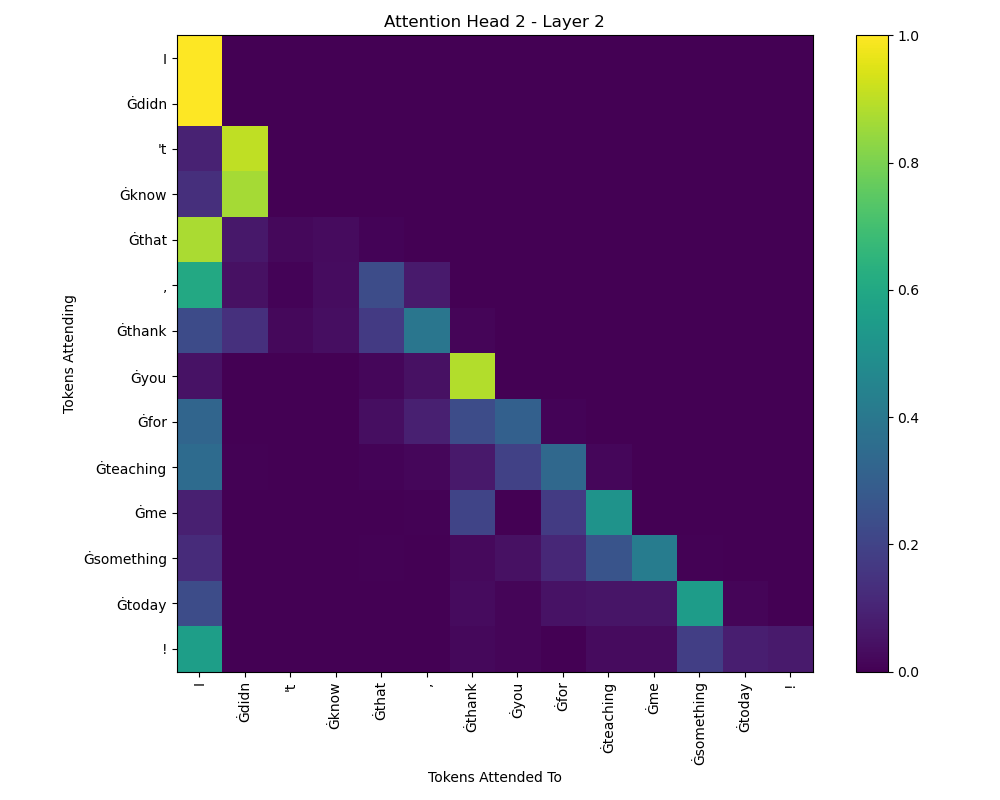 Attention Head 2 - Layer 2
I
Ġdidn
't
Ġknow
Ġthat
,
Ġthank
Ġyou
Ġfor
Ġteaching
Ġme
Ġsomething
Ġtoday
!
Tokens Attending
I
Ġdidn
't
Ġknow
Ġthat
,
Ġthank
Ġyou
Ġfor
Ġteaching
Ġme
Ġsomething
Ġtoday
!
Tokens Attended To
1.0
0.8
0.6
0.4
0.2
0.0